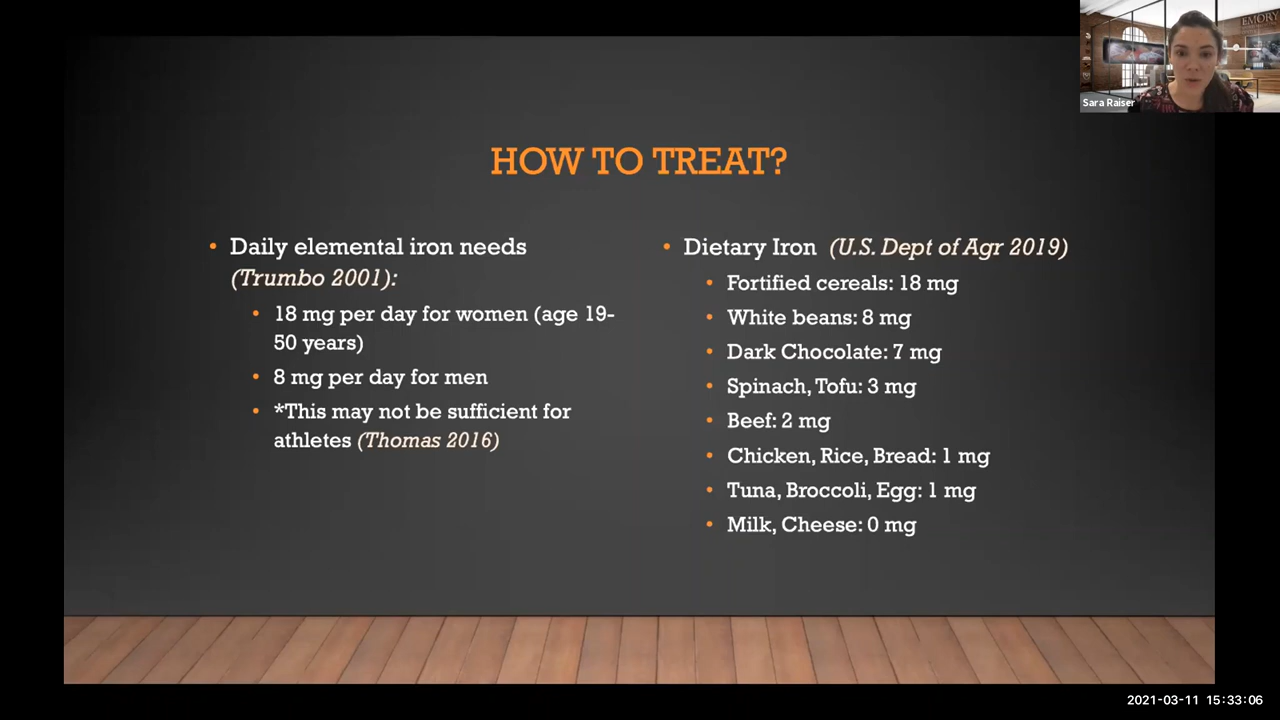 EMORY
Sara Raiser
HOW TO TREAT?
• Daily elemental iron needs
(Trumbo 2001):
• 18 mg per day for women (age 19-
50 years)
• 8 mg per day for men
• *This may not be sufficient for
athletes (Thomas 2016)
• Dietary Iron (U.S. Dept of Agr 2019)
• Fortified cereals: 18 mg
• White beans: 8 mg
• Dark Chocolate: 7 mg
• Spinach, Tofu: 3 mg
• Beef: 2 mg
• Chicken, Rice, Bread: 1 mg
• Tuna, Broccoli, Egg: 1 mg
• Milk, Cheese: 0 mg
2021-03-11 15:33:06